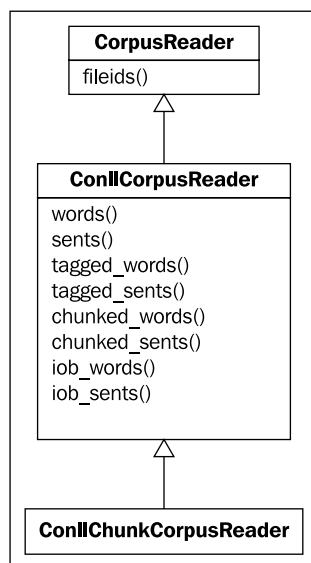 CorpusReader
fileids()
ConllCorpusReader
words()
sents()
tagged_words()
tagged_sents()
chunked_words()
chunked_sents()
iob_words()
iob_sents()
ConllChunkCorpusReader